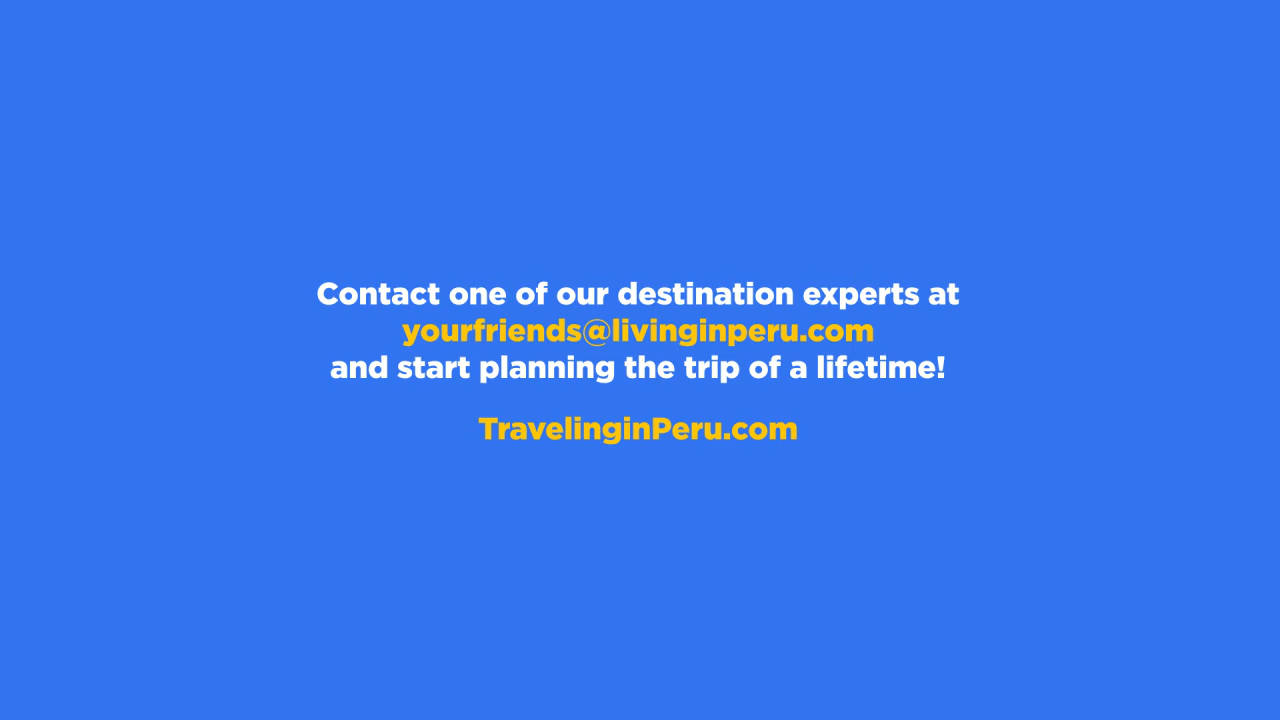 Contact one of our destination experts at
yourfriends@livinginperu.com
and start planning the trip of a lifetime!
TravelinginPeru.com